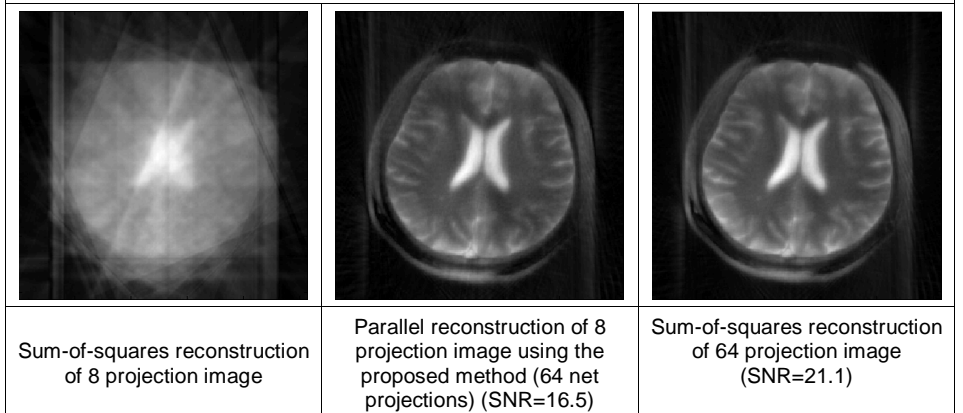 Sum-of-squares reconstruction
of 8 projection image
Parallel reconstruction of 8
projection image using the
proposed method (64 net
projections) (SNR=16.5)
Sum-of-squares reconstruction
of 64 projection image
(SNR=21.1)